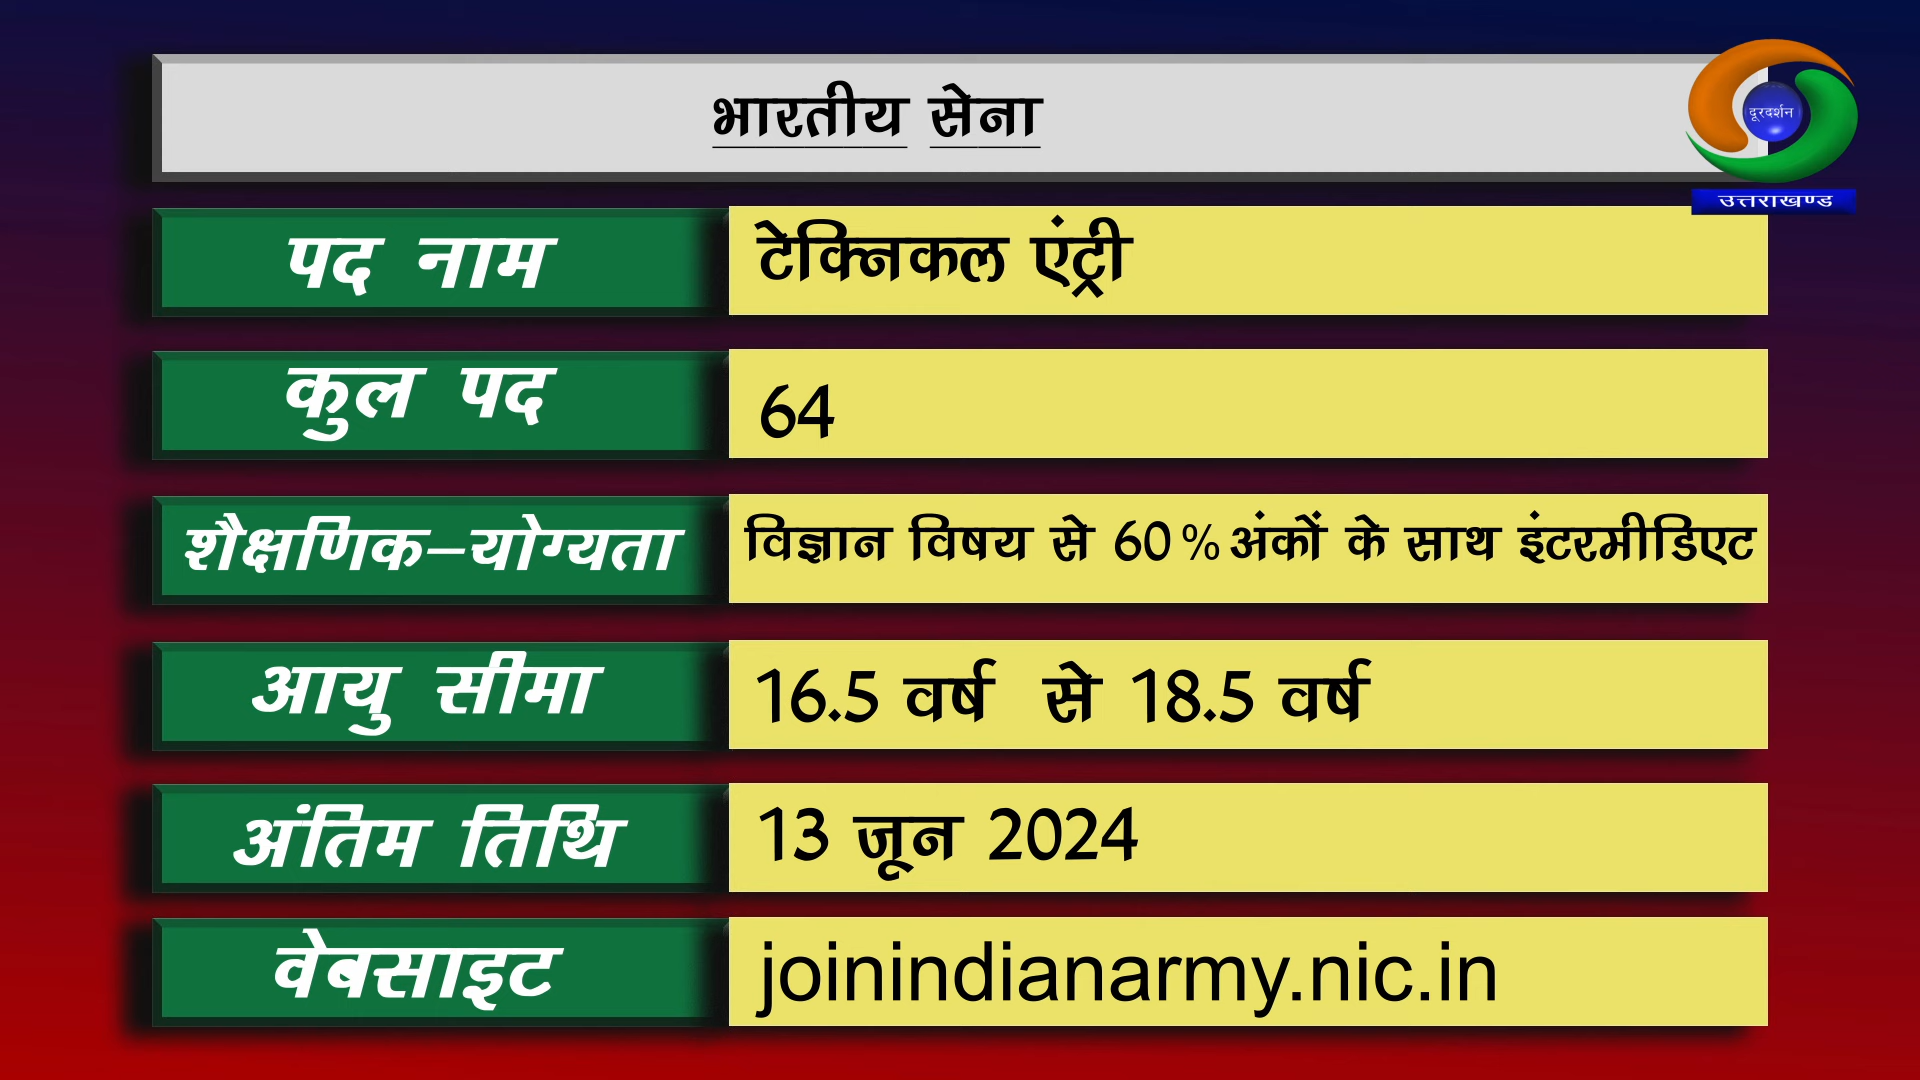 भारतीय सेना
दूरदर्शन
उत्तराखण्ड
पद नाम
टेक्निकल एंट्री
कुल पद
64
शैक्षणिक–योग्यता
विज्ञान विषय से 60% अंकों के साथ इंटरमीडिएट
आयु सीमा
16.5 वर्ष से 18.5 वर्ष
अंतिम तिथि
13 जून 2024
वेबसाइट
joinindianarmy.nic.in